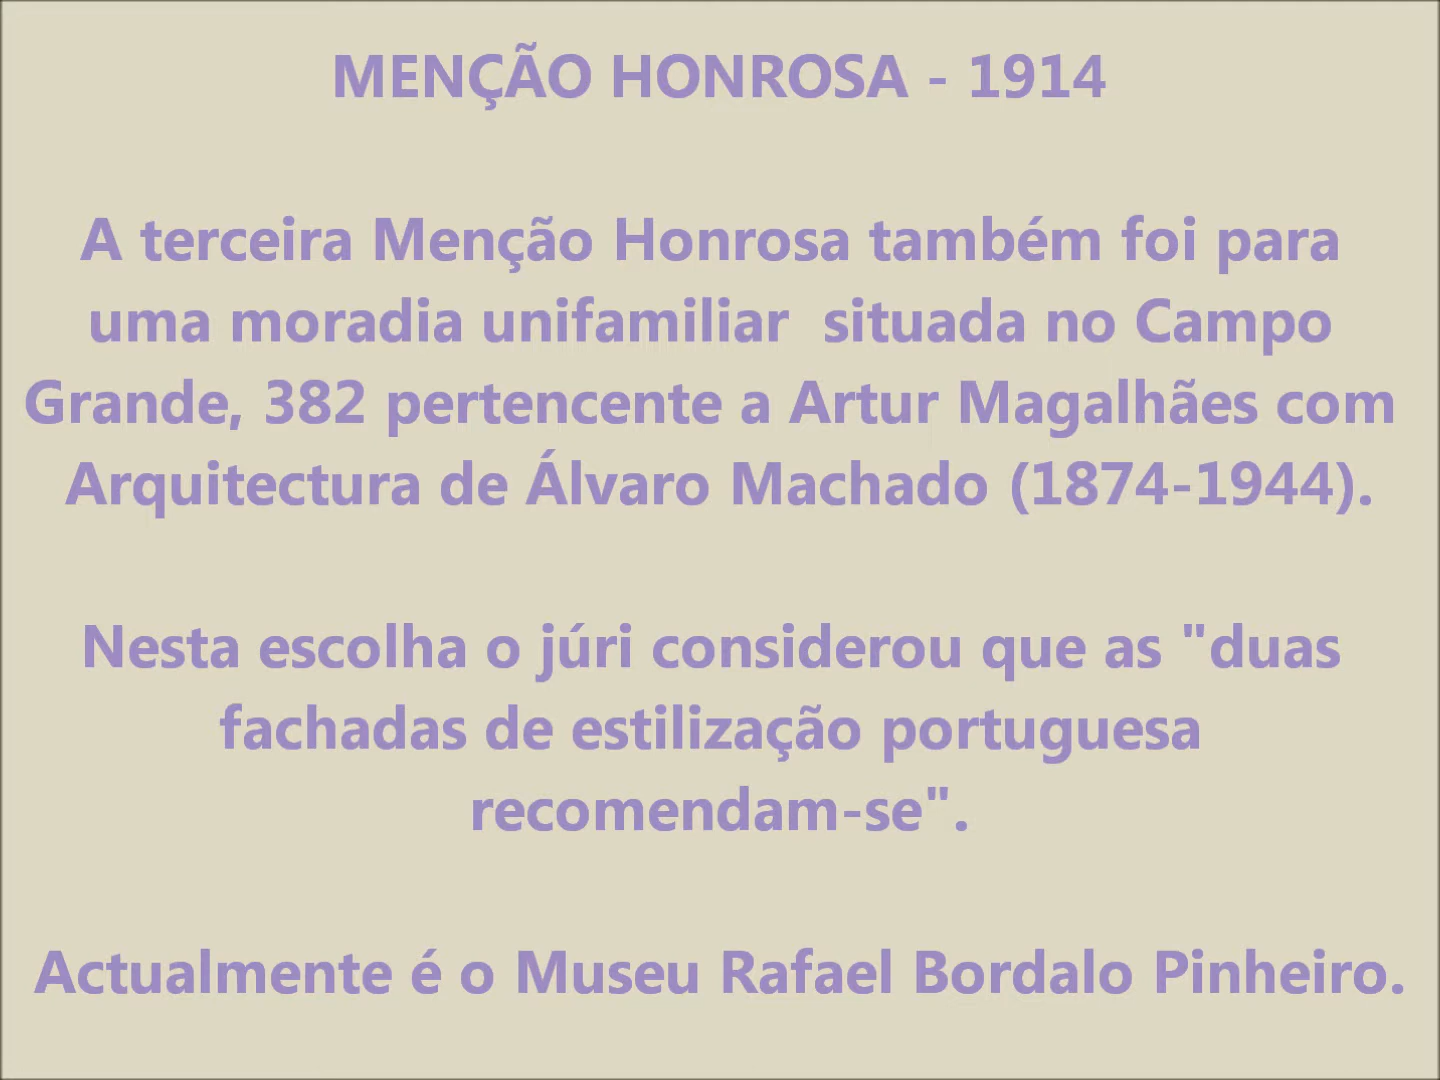 MENÇÃO HONROSA - 1914
A terceira Menção Honrosa também foi para
uma moradia unifamiliar situada no Campo
Grande, 382 pertencente a Artur Magalhães com
Arquitectura de Álvaro Machado (1874-1944).
Nesta escolha o júri considerou que as "duas
fachadas de estilização portuguesa
recomendam-se".
Actualmente é o Museu Rafael Bordalo Pinheiro.